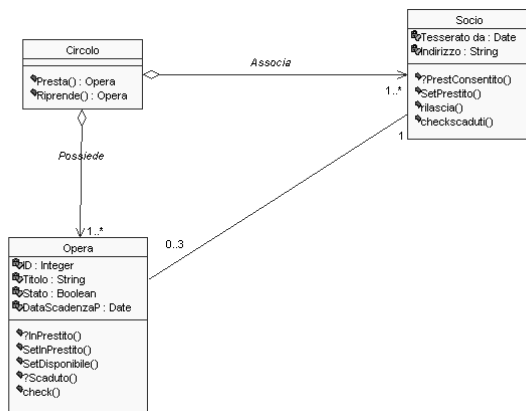 Circolo
Presta() : Opera
Riprende() : Opera
Associa
1..*
Socio
Tesserato da : Date
Indirizzo : String
?PrestConsentito()
SetPrestito()
rilascia()
checkscaduti()
1
Possiede
1..*
0..3
Opera
ID : Integer
Titolo : String
Stato : Boolean
DataScadenzaP : Date
?InPrestito()
SetInPrestito()
SetDisponibile()
?Scaduto()
check()